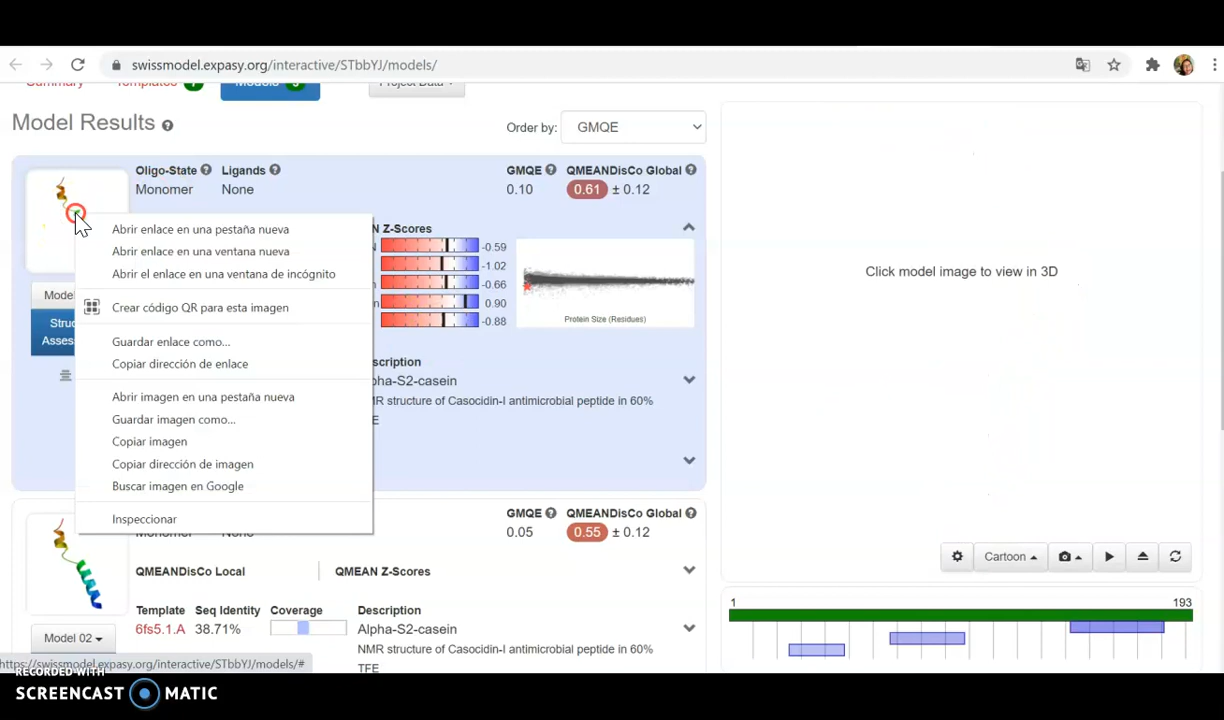 swissmodel.expasy.org/interactive/STbbYJ/models/
Summary Templates Models Project Data
Model Results
Order by: GMQE
Oligo-State Ligands GMQE QMEANDisCo Global
Monomer None 0.10 0.61 ± 0.12
Z-Scores
-0.59
-1.02
-0.66
0.90
-0.88
Protein Size (Residues)
Abrir enlace en una pestaña nueva
Abrir enlace en una ventana nueva
Abrir el enlace en una ventana de incógnito
Crear código QR para esta imagen
Guardar enlace como...
Copiar dirección de enlace
Abrir imagen en una pestaña nueva
Guardar imagen como...
Copiar imagen
Copiar dirección de imagen
Buscar imagen en Google
Inspeccionar
Model
Struc
Asses
scription
pha-S2-casein
MR structure of Casocidin-I antimicrobial peptide in 60%
E
Click model image to view in 3D
Cartoon
GMQE QMEANDisCo Global
Monomer None 0.05 0.55 ± 0.12
QMEANDisCo Local QMEAN Z-Scores
Template Seq Identity Coverage Description
6fs5.1.A 38.71% Alpha-S2-casein
NMR structure of Casocidin-I antimicrobial peptide in 60%
TFE
Model 02
1 193
https://swissmodel.expasy.org/interactive/STbbYJ/models/#
RECORDED WITH
SCREENCAST MATIC